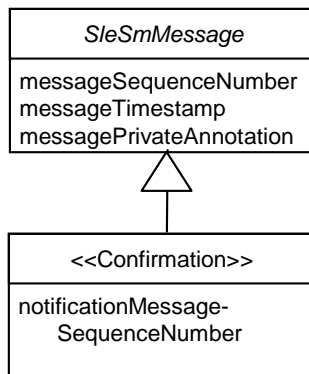 SleSmMessage
messageSequenceNumber
messageTimestamp
messagePrivateAnnotation
<<Confirmation>>
notificationMessage-
SequenceNumber